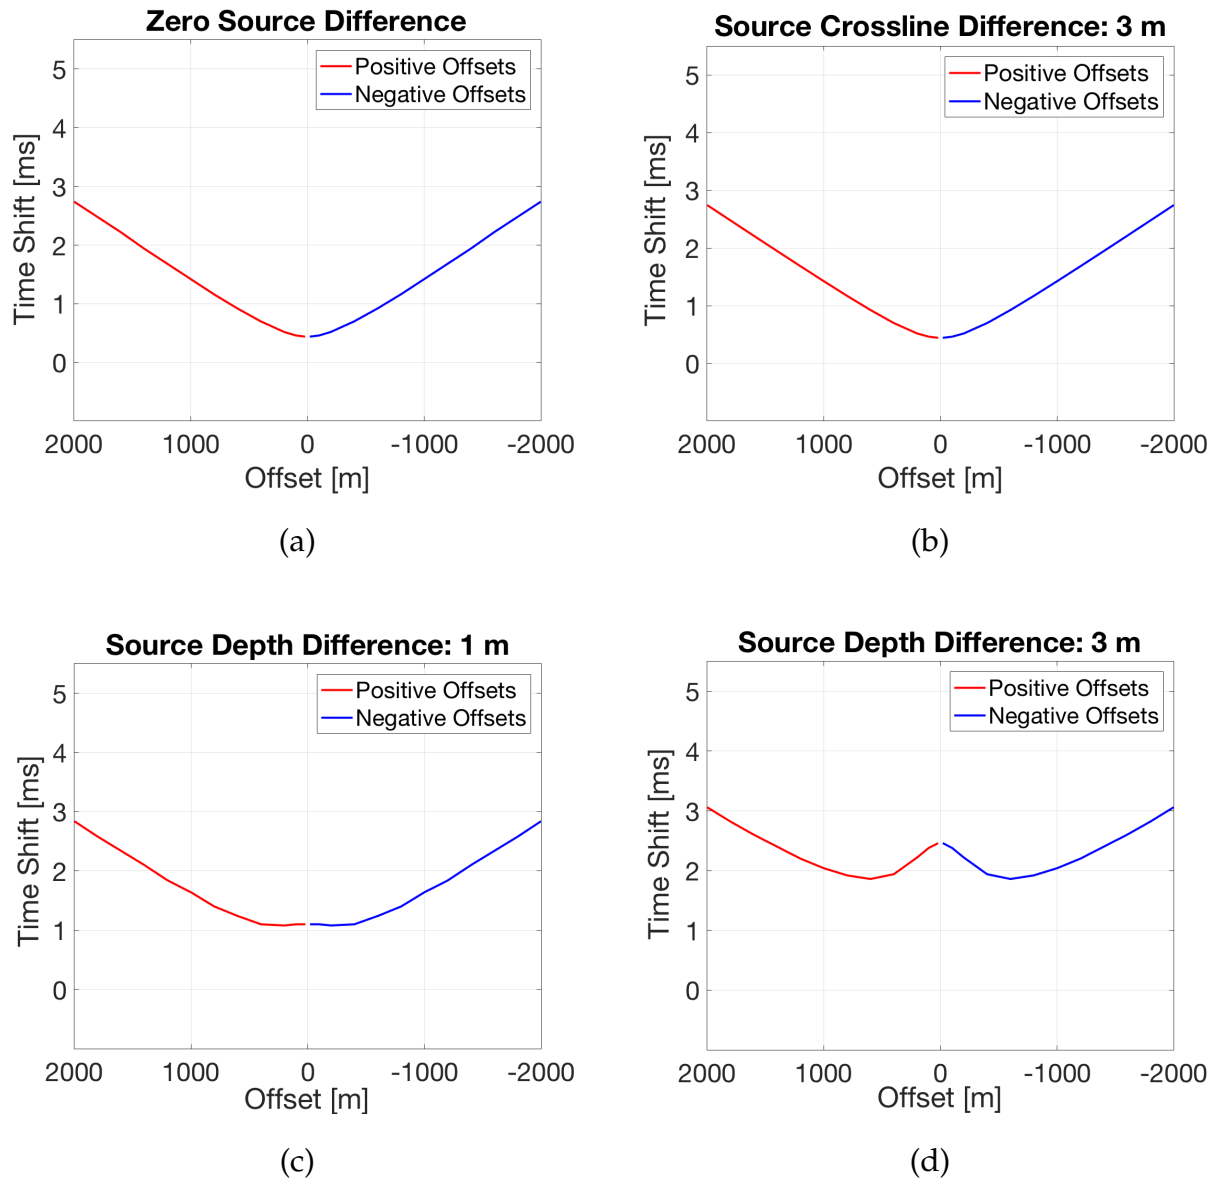 Zero Source Difference
Positive Offsets
Negative Offsets
Time Shift [ms]
5
4
3
2
1
0
2000 1000 0 -1000 -2000
Offset [m]
(a)
Source Crossline Difference: 3 m
Positive Offsets
Negative Offsets
Time Shift [ms]
5
4
3
2
1
0
2000 1000 0 -1000 -2000
Offset [m]
(b)
Source Depth Difference: 1 m
Positive Offsets
Negative Offsets
Time Shift [ms]
5
4
3
2
1
0
2000 1000 0 -1000 -2000
Offset [m]
(c)
Source Depth Difference: 3 m
Positive Offsets
Negative Offsets
Time Shift [ms]
5
4
3
2
1
0
2000 1000 0 -1000 -2000
Offset [m]
(d)